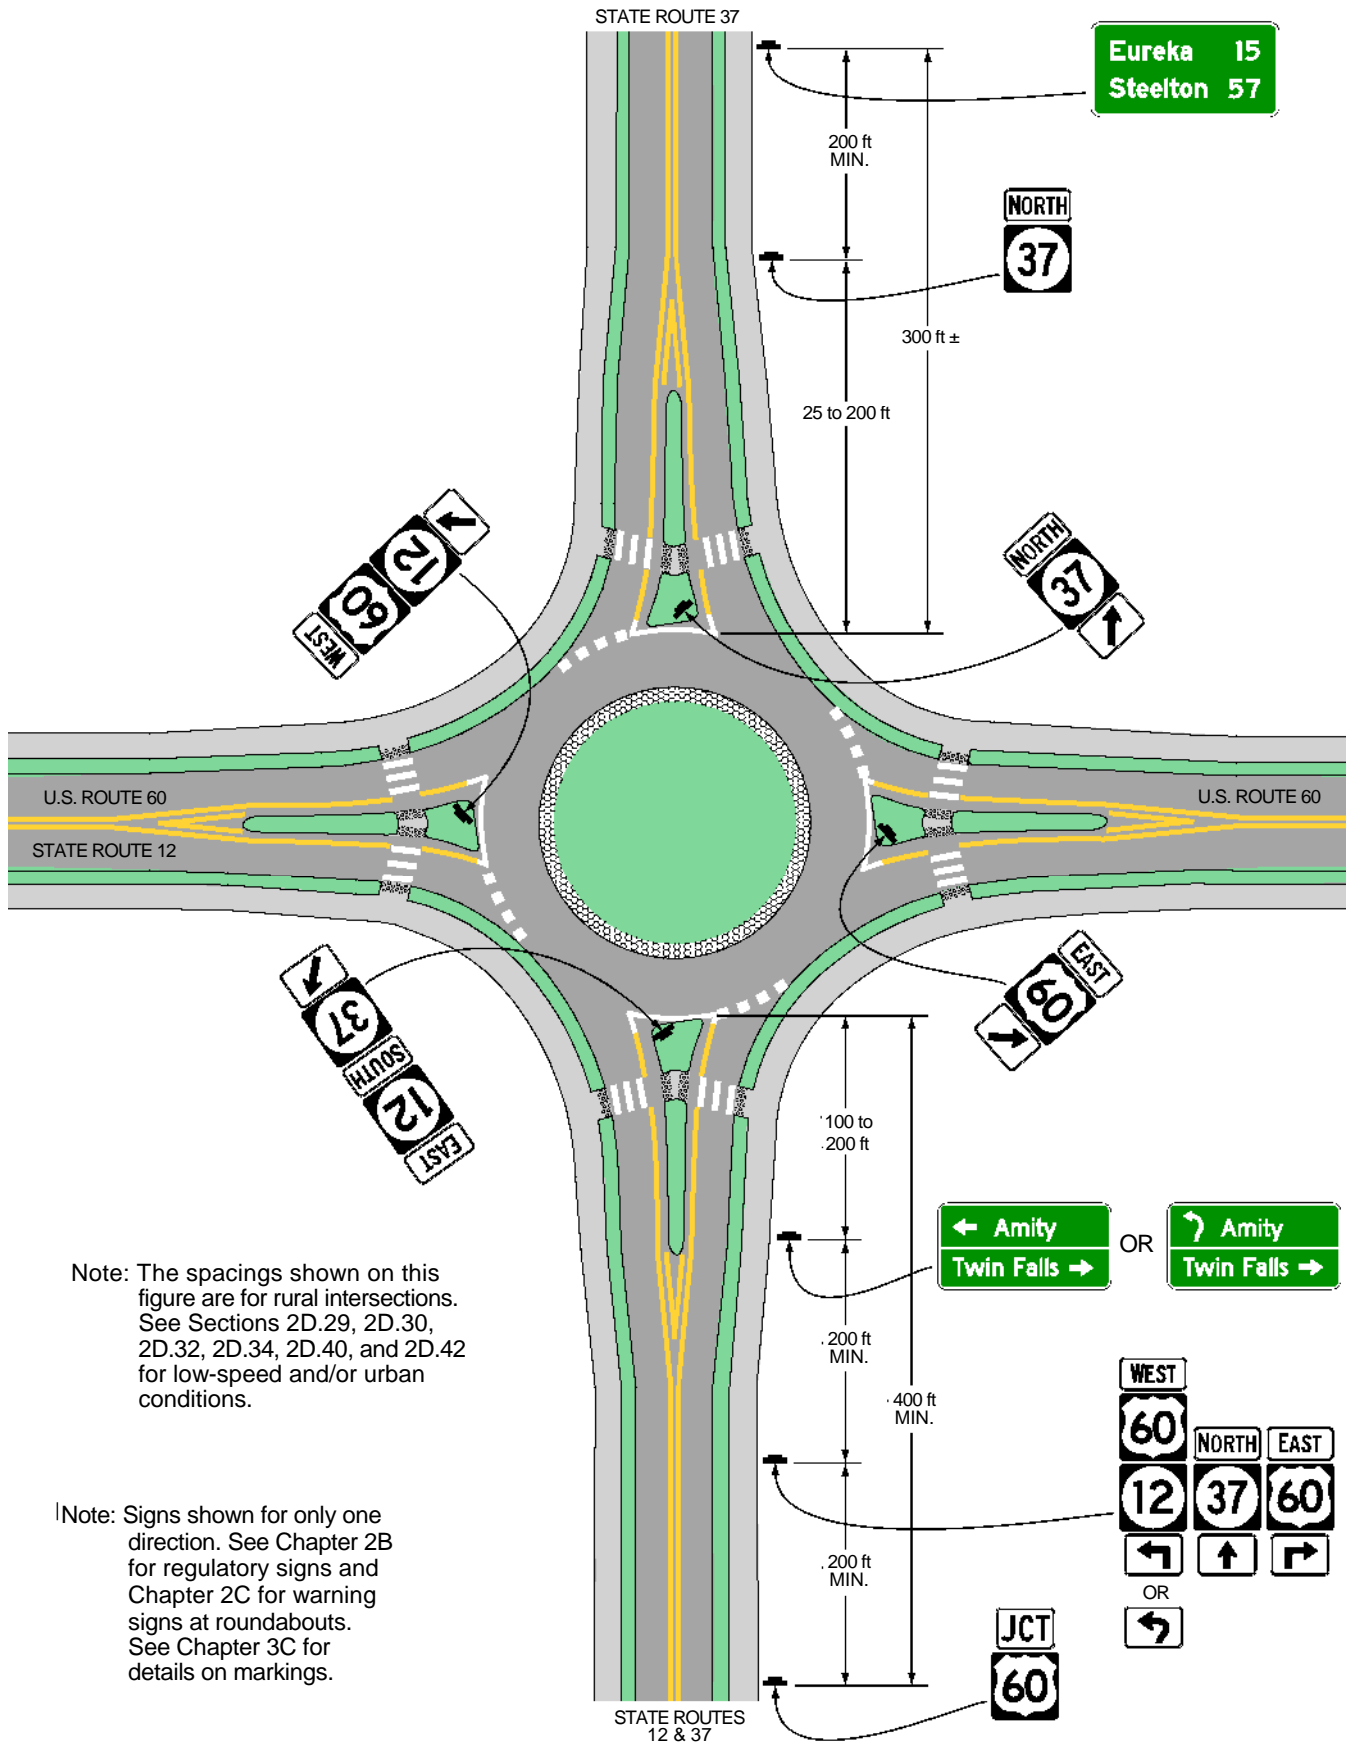 STATE ROUTE 37
Eureka 15
Steelton 57
200 ft
MIN.
NORTH
37
300 ft ±
25 to 200 ft
12
60
WEST
NORTH
37
U.S. ROUTE 60
STATE ROUTE 12
U.S. ROUTE 60
37
SOUTH
12
EAST
EAST
60
100 to
200 ft
← Amity
Twin Falls →
OR
Amity
Twin Falls →
Note: The spacings shown on this
figure are for rural intersections.
See Sections 2D.29, 2D.30,
2D.32, 2D.34, 2D.40, and 2D.42
for low-speed and/or urban
conditions.
200 ft
MIN.
400 ft
MIN.
WEST
60
NORTH
EAST
12
37
60
OR
Note: Signs shown for only one
direction. See Chapter 2B
for regulatory signs and
Chapter 2C for warning
signs at roundabouts.
See Chapter 3C for
details on markings.
200 ft
MIN.
JCT
60
STATE ROUTES
12 & 37